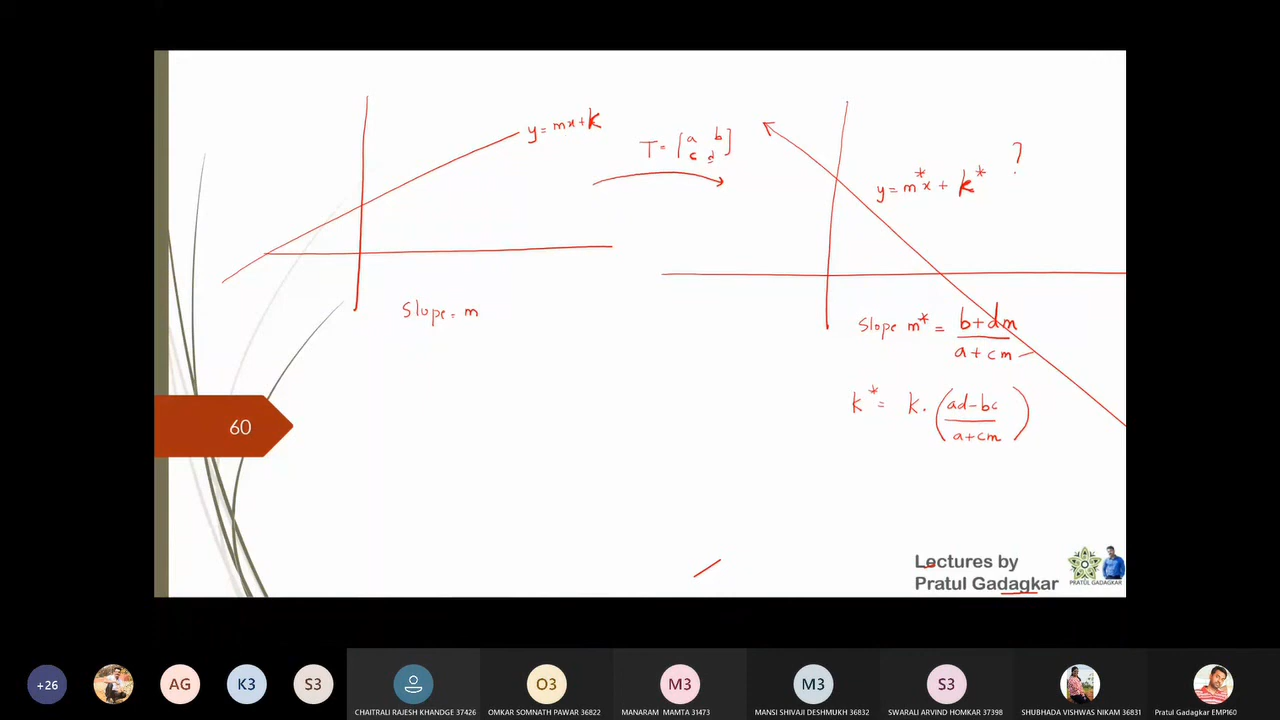 y = mx + k
T = [a b
c d]
y = m*x + k* ?
Slope = m
Slope m* = b+dm
a+cm
k* = k. (ad-bc
a+cm)
60
Lectures by
Pratul Gadagkar
PRATUL GADAGKAR
+26
AG
K3
S3
O3
M3
M3
S3
CHAITRALI RAJESH KHANDGE 37426
OMKAR SOMNATH PAWAR 36822
MANARAM MAMTA 31473
MANSI SHIVAJI DESHMUKH 36832
SWARALI ARVIND HOMKAR 37398
SHUBHADA VISHWAS NIKAM 36831
Pratul Gadagkar EMP160